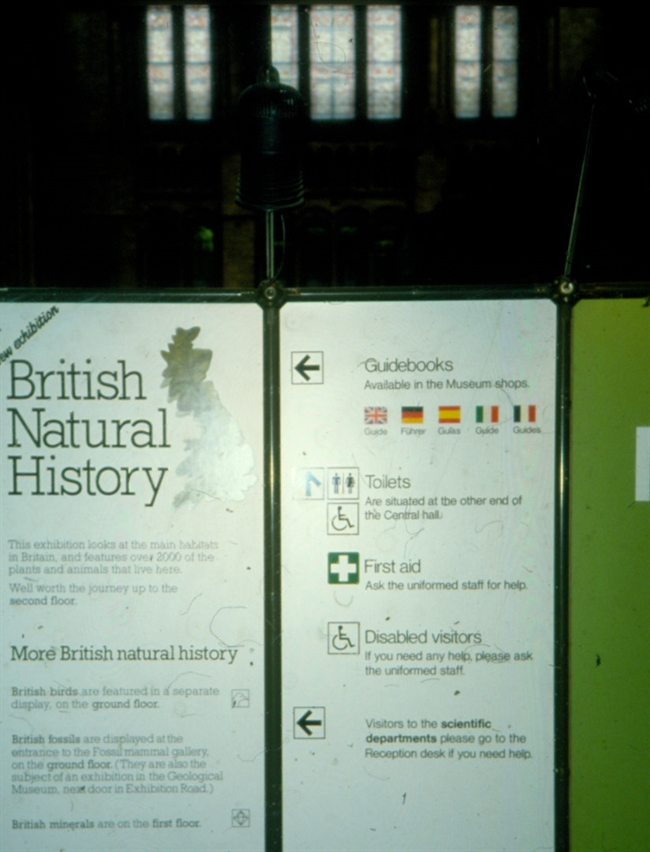 exhibition
British
Natural
History
This exhibition looks at the main habitats
in Britain, and features over 2000 of the
plants and animals that live here.
Well worth the journey up to the
second floor.
More British natural history
British birds are featured in a separate
display, on the ground floor.
British fossils are displayed at the
entrance to the Fossil mammal gallery,
on the ground floor. (They are also the
subject of an exhibition in the Geological
Museum, next door in Exhibition Road.)
British minerals are on the first floor.
Guidebooks
Available in the Museum shops.
Guide Führer Guías Guide Guides
Toilets
Are situated at the other end of
the Central hall.
First aid
Ask the uniformed staff for help.
Disabled visitors
If you need any help, please ask
the uniformed staff.
Visitors to the scientific
departments please go to the
Reception desk if you need help.